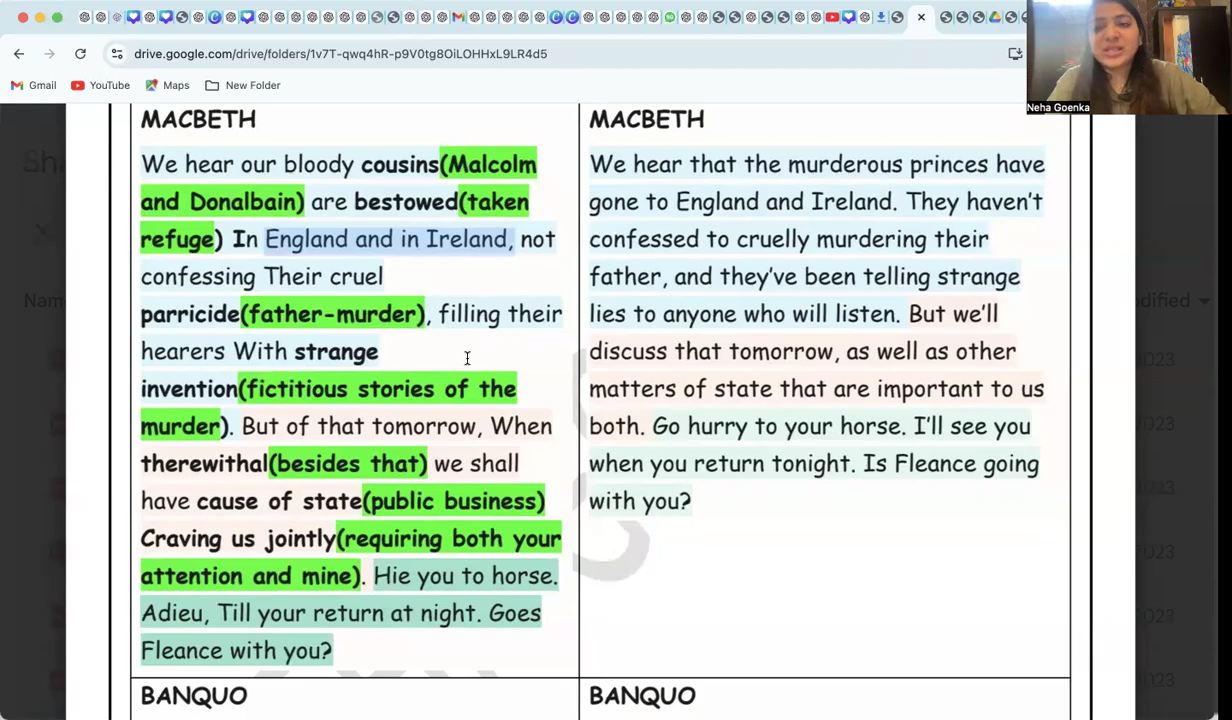 drive.google.com/drive/folders/1v7T-qwq4hR-p9V0tg8OiLOHHxL9LR4d5
Gmail
YouTube
Maps
New Folder
Neha Goenka
MACBETH
We hear our bloody cousins(Malcolm
and Donalbain) are bestowed(taken
refuge) In England and in Ireland, not
confessing Their cruel
parricide(father-murder), filling their
hearers With strange
invention(fictitious stories of the
murder). But of that tomorrow, When
therewithal(besides that) we shall
have cause of state(public business)
Craving us jointly(requiring both your
attention and mine). Hie you to horse.
Adieu, Till your return at night. Goes
Fleance with you?
BANQUO
MACBETH
We hear that the murderous princes have
gone to England and Ireland. They haven't
confessed to cruelly murdering their
father, and they've been telling strange
lies to anyone who will listen. But we'll
discuss that tomorrow, as well as other
matters of state that are important to us
both. Go hurry to your horse. I'll see you
when you return tonight. Is Fleance going
with you?
BANQUO